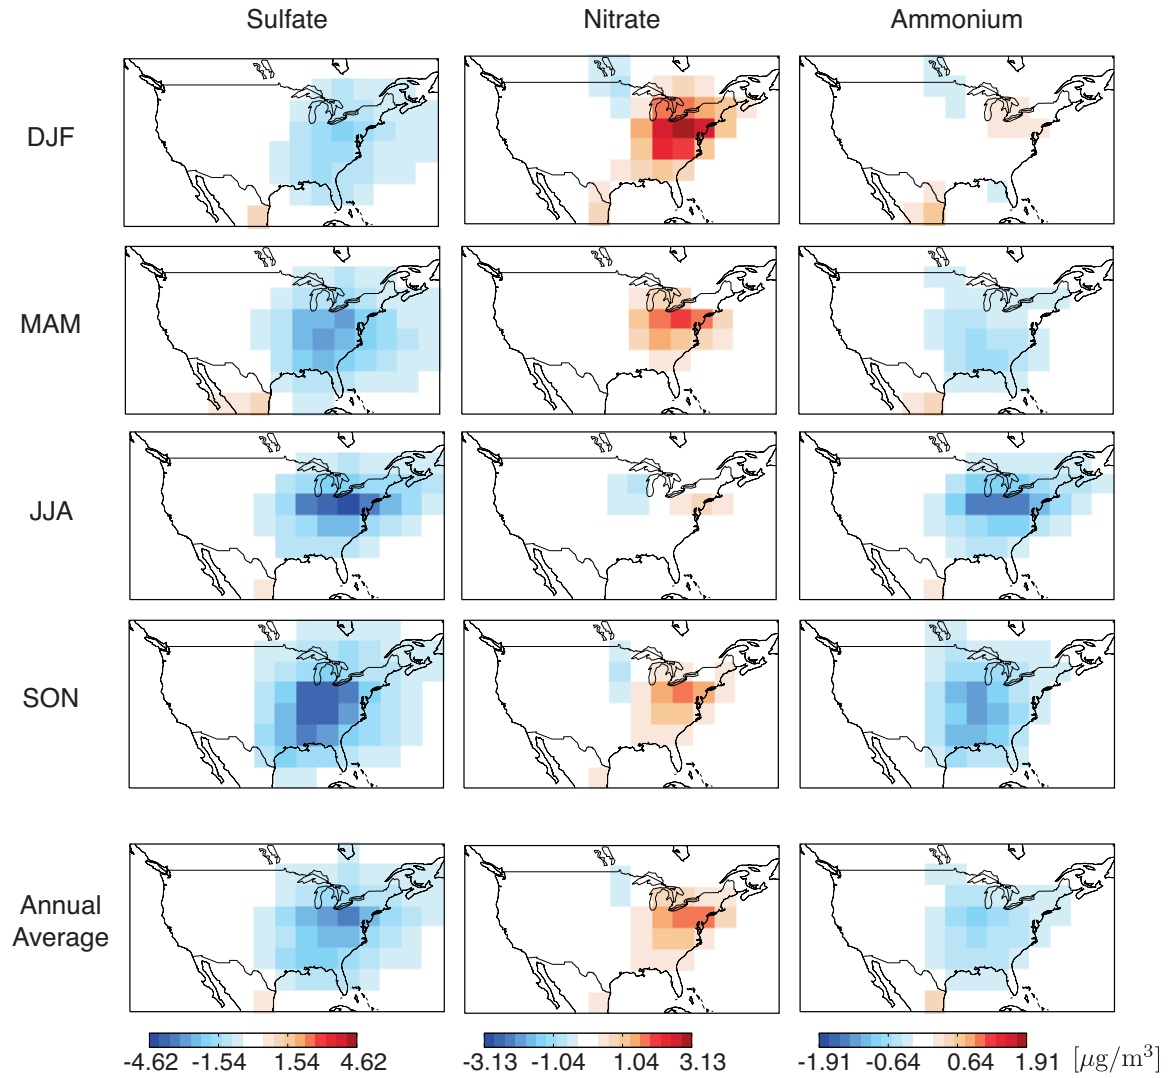 Sulfate Nitrate Ammonium
DJF
MAM
JJA
SON
Annual
Average
-4.62 -1.54 1.54 4.62 -3.13 -1.04 1.04 3.13 -1.91 -0.64 0.64 1.91 [μg/m³]